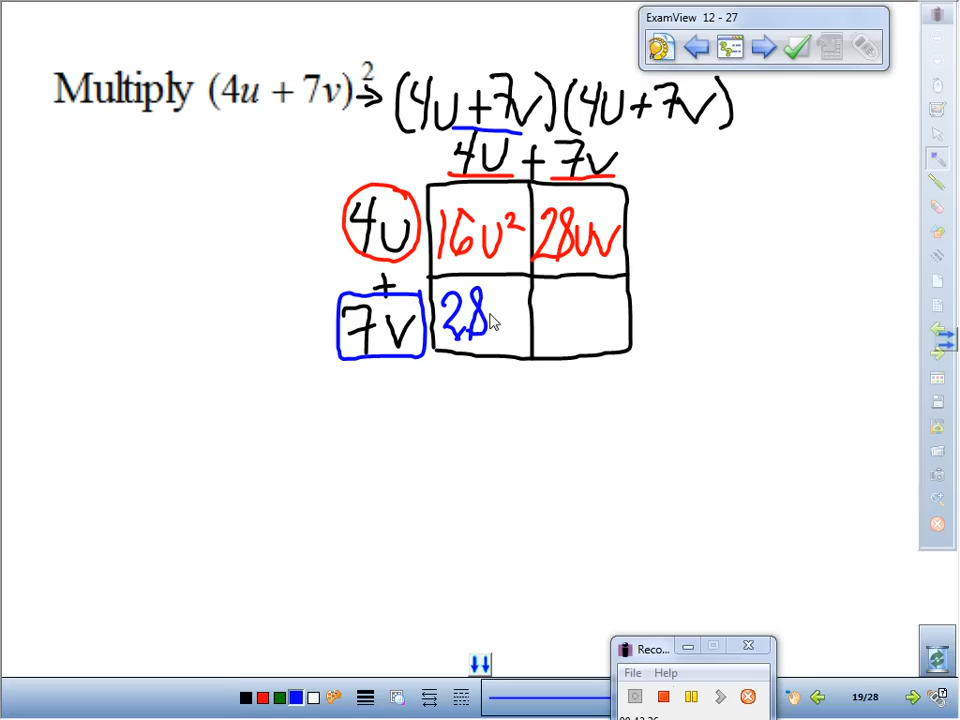 ExamView 12 - 27
Multiply (4u + 7v)² → (4u+7v)(4u+7v)
4u + 7v
4u 16u² 28uv
+
7v 28
Reco...
File Help
19/28